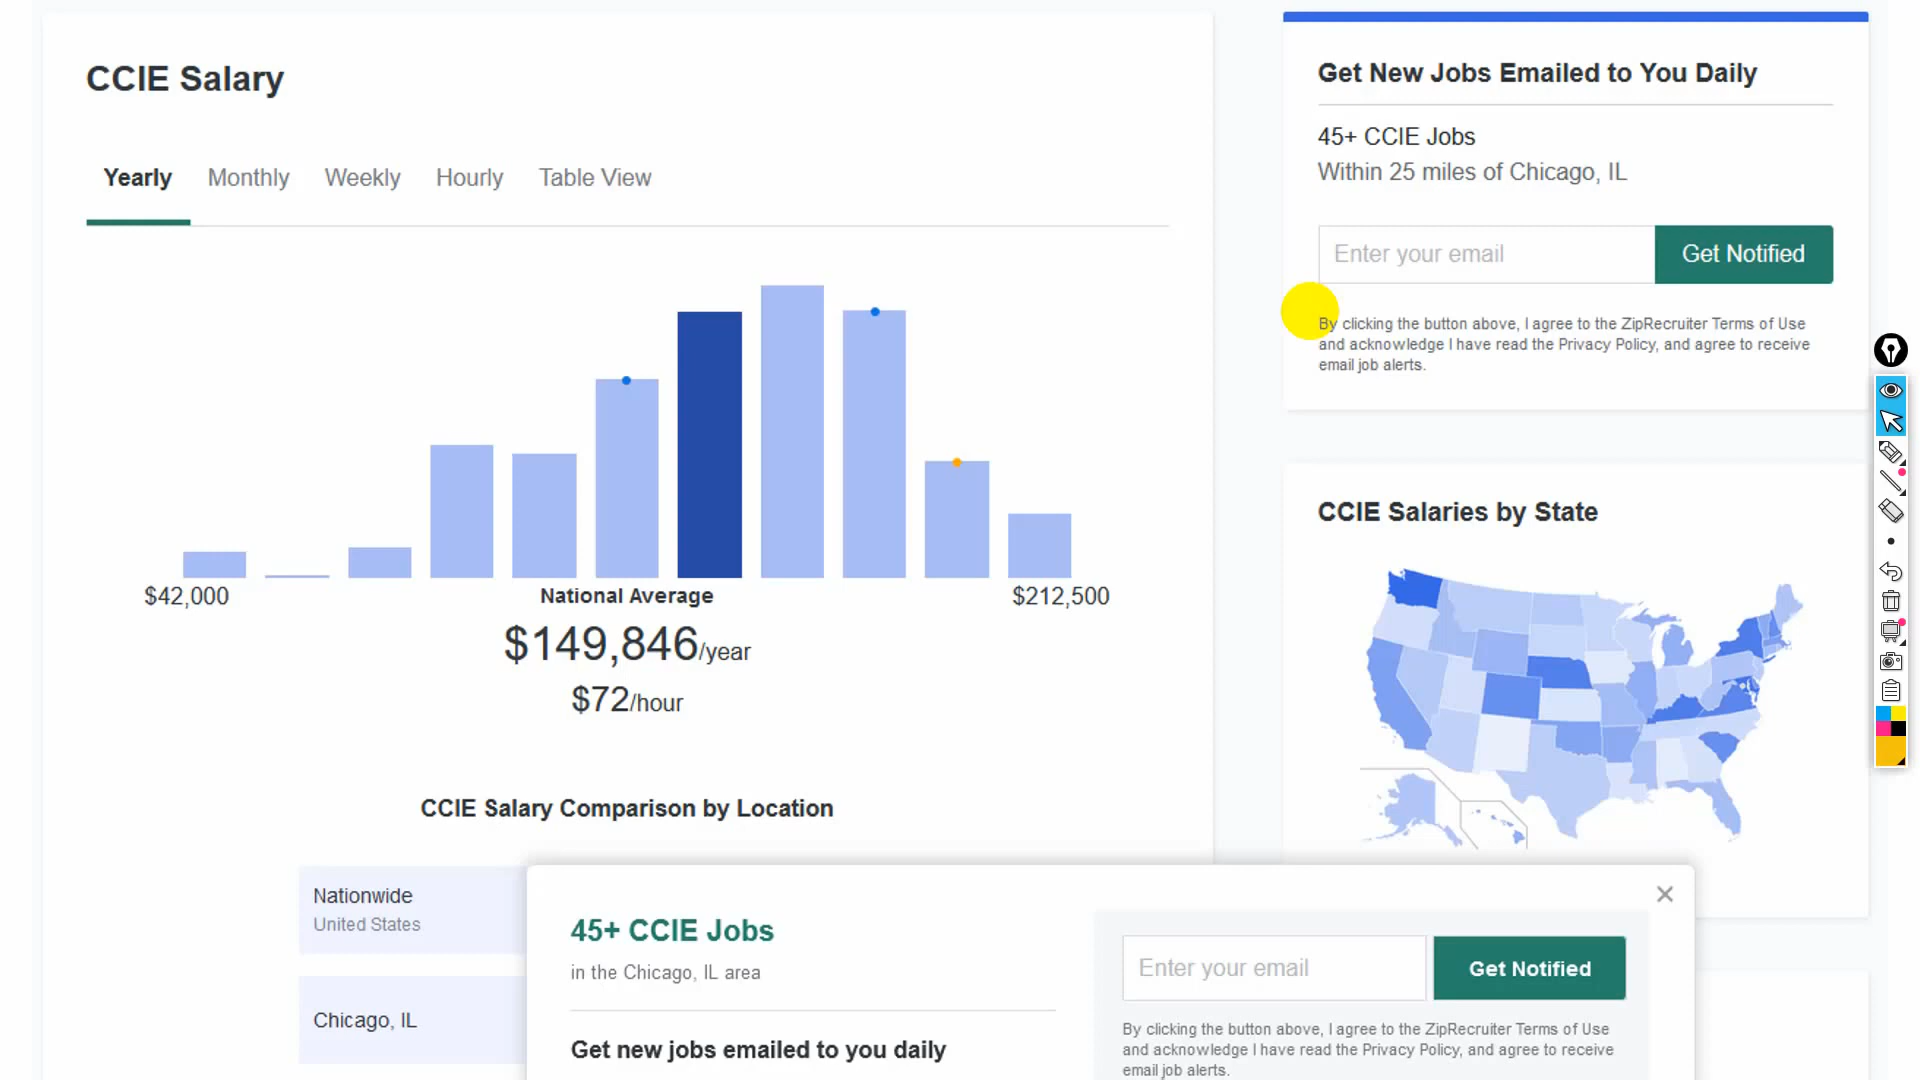 CCIE Salary
Yearly
Monthly
Weekly
Hourly
Table View
$42,000
National Average
$212,500
$149,846/year
$72/hour
CCIE Salary Comparison by Location
Nationwide
United States
Chicago, IL
Get New Jobs Emailed to You Daily
45+ CCIE Jobs
Within 25 miles of Chicago, IL
Enter your email
Get Notified
By clicking the button above, I agree to the ZipRecruiter Terms of Use
and acknowledge I have read the Privacy Policy, and agree to receive
email job alerts.
CCIE Salaries by State
45+ CCIE Jobs
in the Chicago, IL area
Get new jobs emailed to you daily
Enter your email
Get Notified
By clicking the button above, I agree to the ZipRecruiter Terms of Use
and acknowledge I have read the Privacy Policy, and agree to receive
email job alerts.